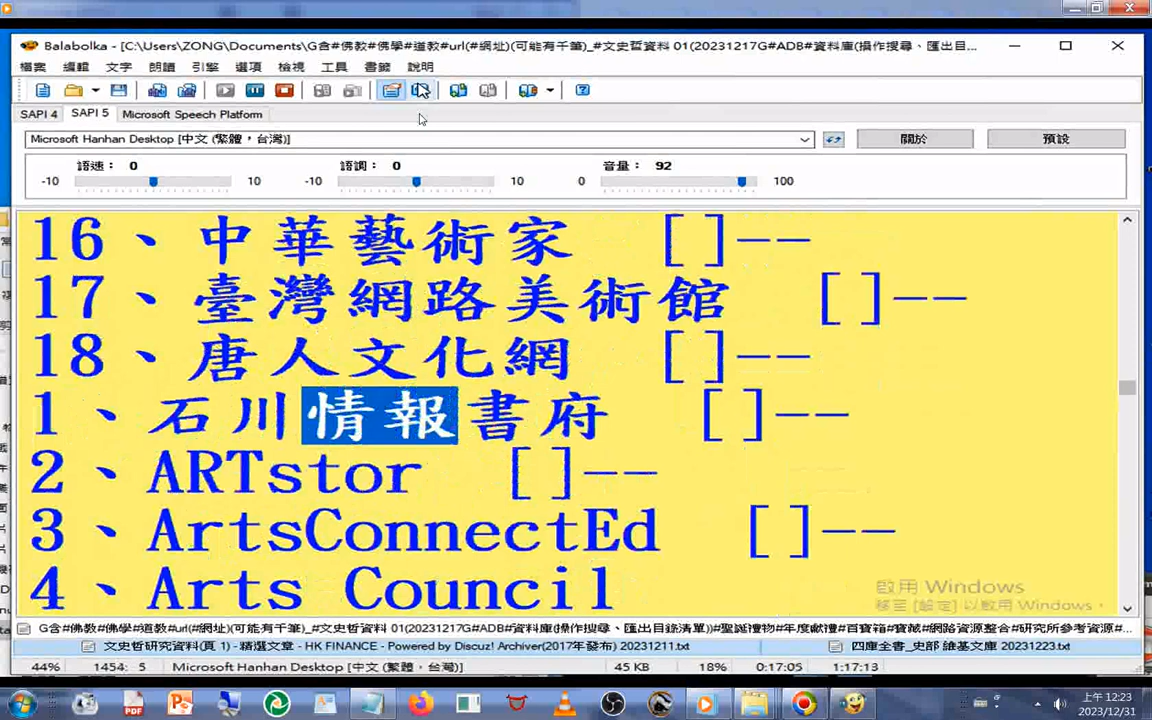 Balabolka - [C:\Users\ZONG\Documents\G含#佛教#佛學#道教#url(#網址)(可能有千筆)_#文史哲資料 01(20231217G#ADB#資料庫(操作搜尋、匯出目...
檔案 編輯 文字 朗讀 引擎 選項 檢視 工具 書籤 說明
SAPI 4 SAPI 5 Microsoft Speech Platform
Microsoft Hanhan Desktop [中文 (繁體，台灣)] 關於 預設
語速： 0 語調： 0 音量： 92
-10 10 -10 10 0 100
16、中華藝術家 []--
17、臺灣網路美術館 []--
18、唐人文化網 []--
1、石川情報書府 []--
2、ARTstor []--
3、ArtsConnectEd []--
4、Arts Council
啟用 Windows
移至 [設定] 以啟用 Windows。
G含#佛教#佛學#道教#url(#網址)(可能有千筆)_#文史哲資料 01(20231217G#ADB#資料庫(操作搜尋、匯出目錄清單))#聖誕禮物#年度獻禮#百寶箱#寶藏#網路資源整合#研究所參考資源#...
文史哲研究資料(頁 1) - 精選文章 - HK FINANCE - Powered by Discuz! Archiver(2017年發布) 20231211.txt 四庫全書_史部 維基文庫 20231223.txt
44% 1454: 5 Microsoft Hanhan Desktop [中文 (繁體，台灣)] 45 KB 18% 0:17:05 1:17:13
上午 12:23
2023/12/31